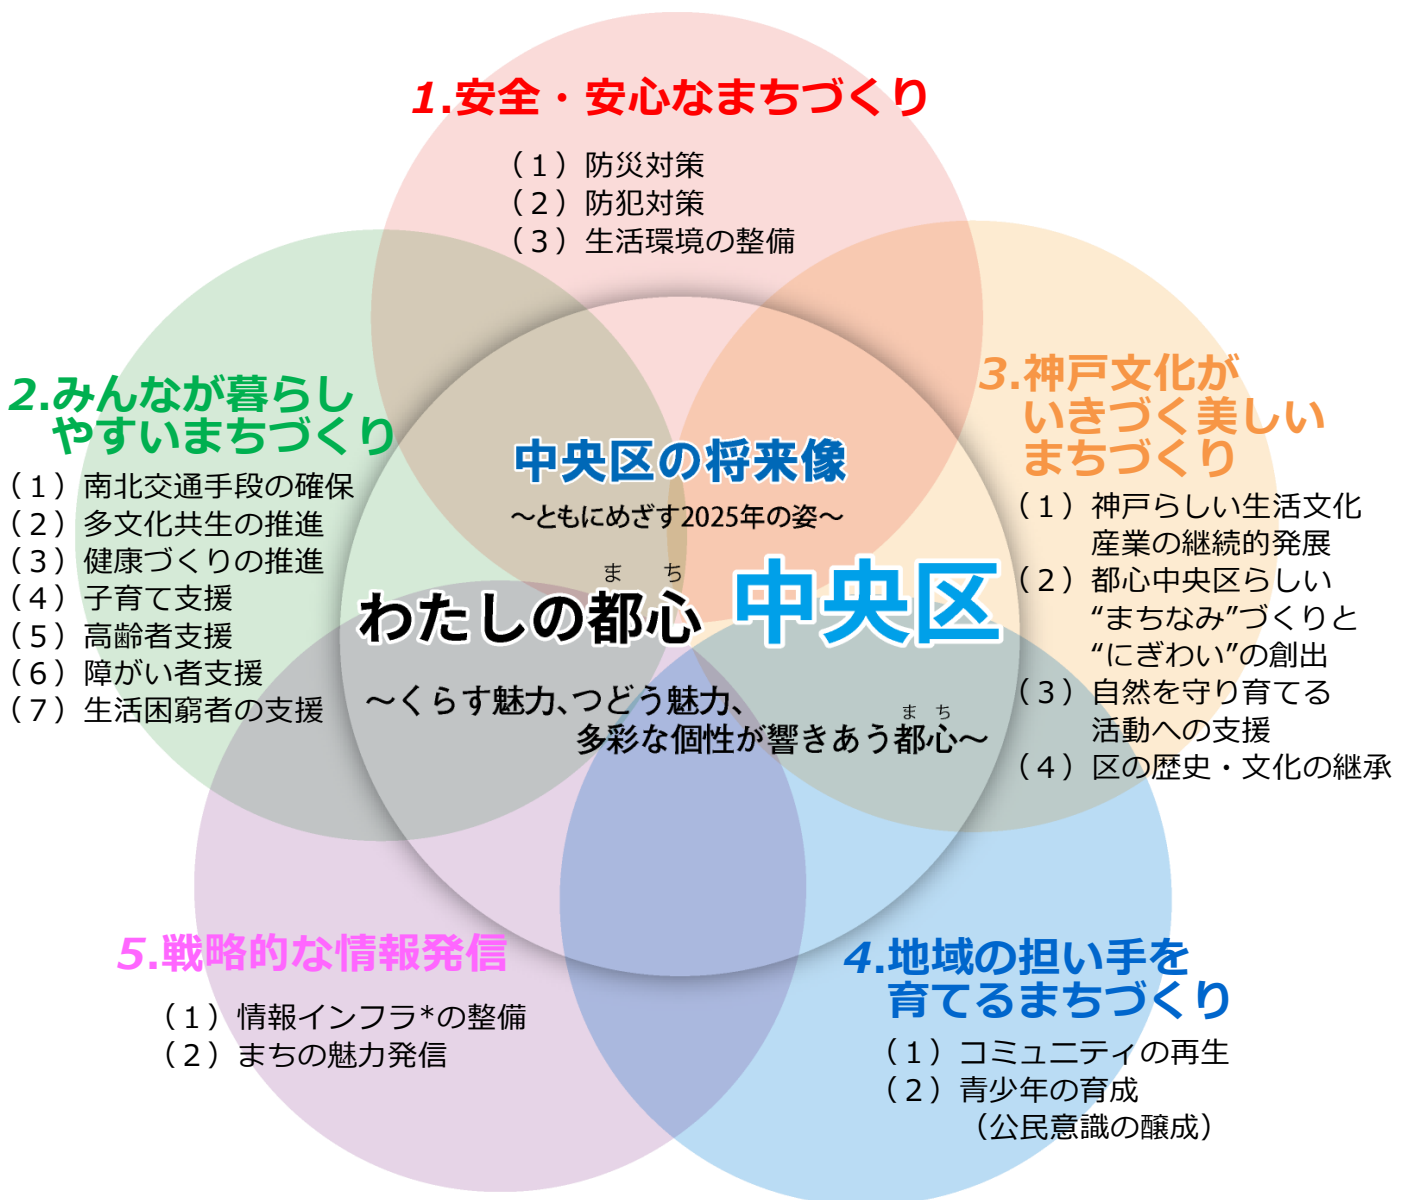 1.安全・安心なまちづくり
（１）防災対策
（２）防犯対策
（３）生活環境の整備
2.みんなが暮らし
やすいまちづくり
（１）南北交通手段の確保
（２）多文化共生の推進
（３）健康づくりの推進
（４）子育て支援
（５）高齢者支援
（６）障がい者支援
（７）生活困窮者の支援
3.神戸文化が
いきづく美しい
まちづくり
（１）神戸らしい生活文化
産業の継続的発展
（２）都心中央区らしい
“まちなみ”づくりと
“にぎわい”の創出
（３）自然を守り育てる
活動への支援
（４）区の歴史・文化の継承
中央区の将来像
～ともにめざす2025年の姿～
まち
わたしの都心 中央区
～くらす魅力、つどう魅力、
まち
多彩な個性が響きあう都心～
4.地域の担い手を
育てるまちづくり
（１）コミュニティの再生
（２）青少年の育成
（公民意識の醸成）
5.戦略的な情報発信
（１）情報インフラ*の整備
（２）まちの魅力発信